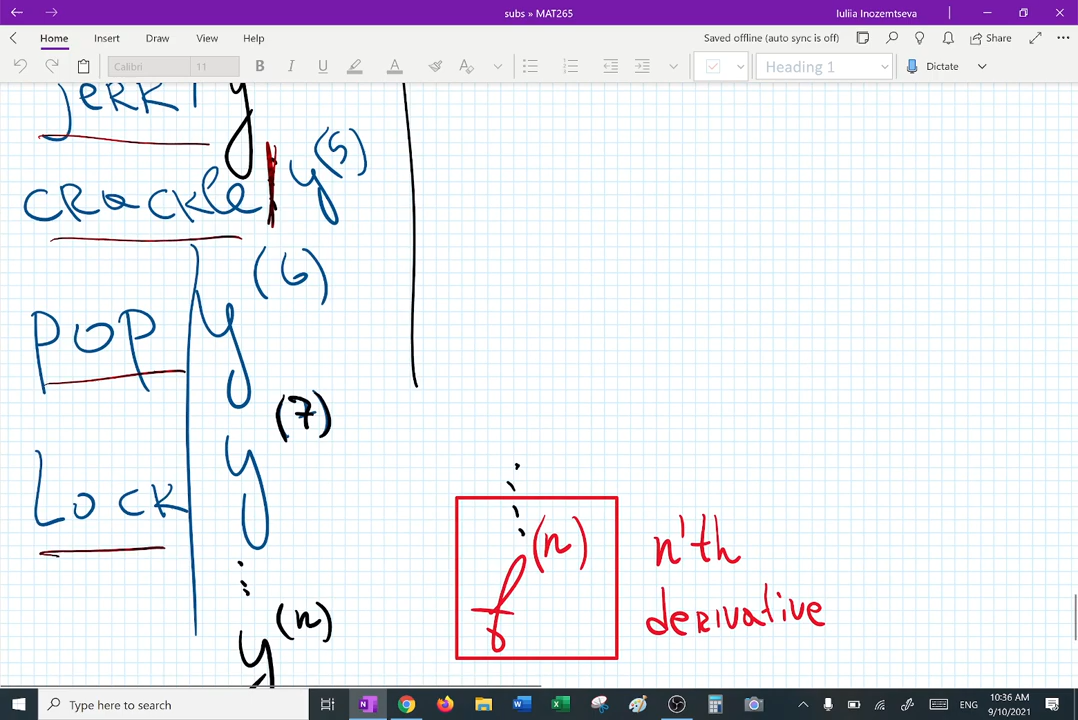 subs » MAT265
Iuliia Inozemtseva
Home Insert Draw View Help
Saved offline (auto sync is off)
Share
Calibri 11
B I U A
Heading 1
Dictate
y
CRACKLE y(5)
POP y(6)
LOCK y(7)
y(n)
f(n)
n'th
derivative
Type here to search
ENG
10:36 AM
9/10/2021